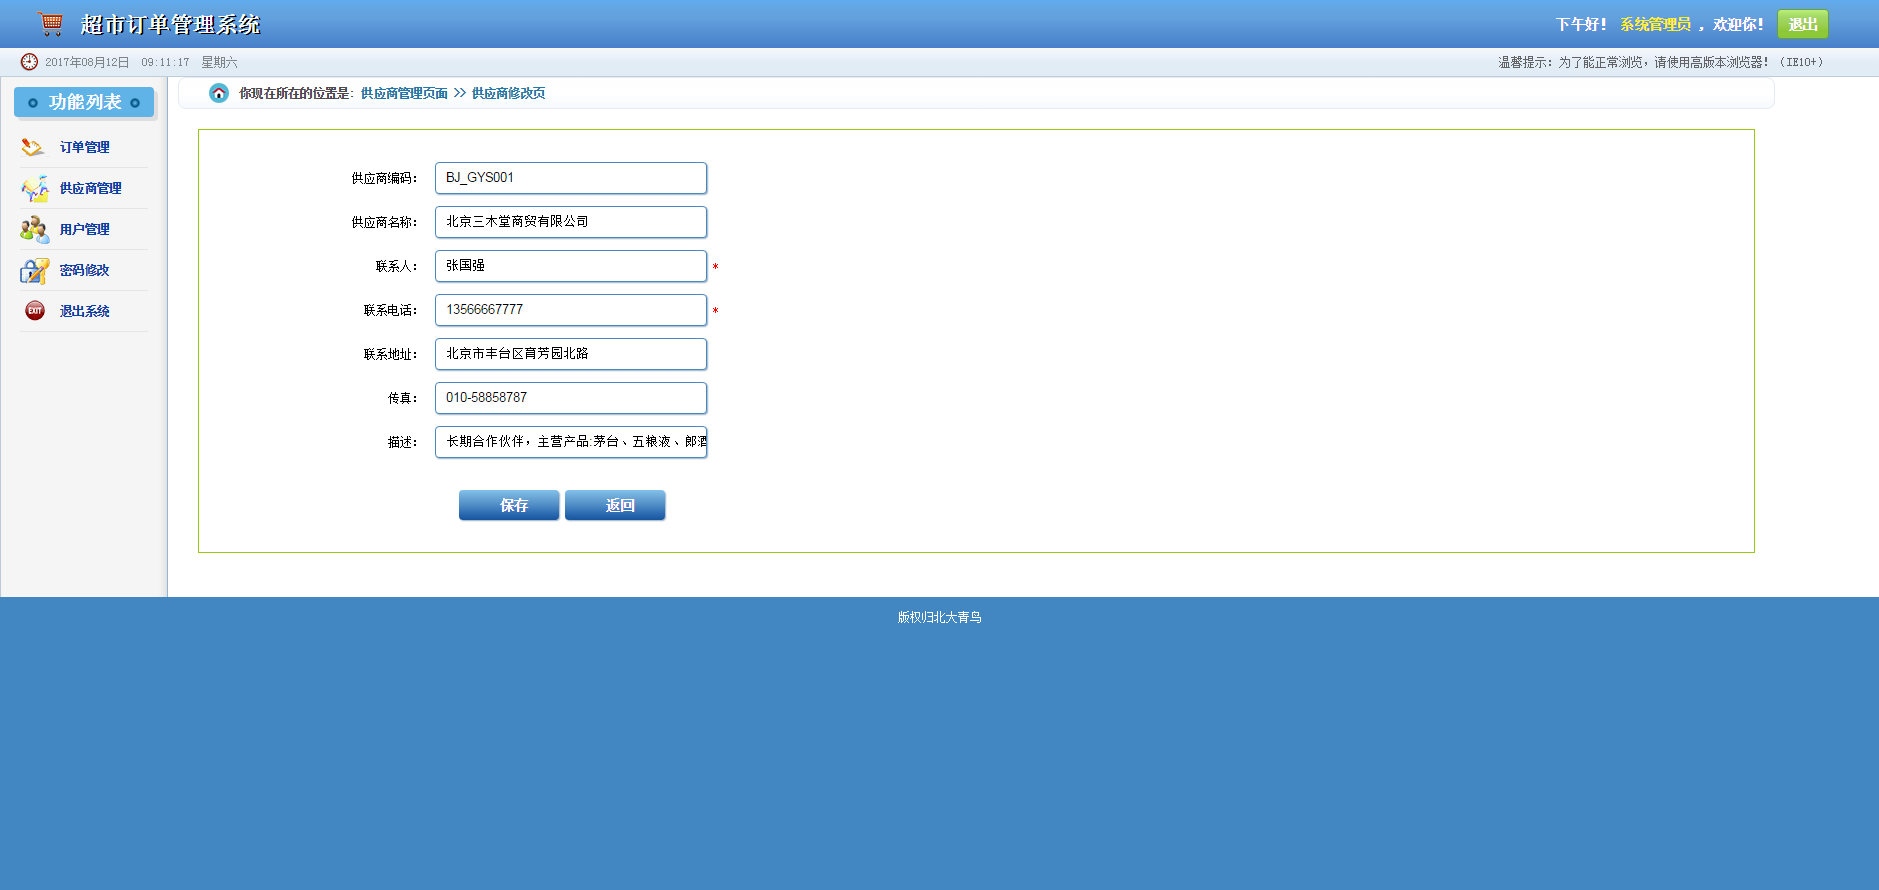 超市订单管理系统
下午好！ 系统管理员 ，欢迎你！ 退出
2017年08月12日 09:11:17 星期六
温馨提示：为了能正常浏览，请使用高版本浏览器！（IE10+）
功能列表
订单管理
供应商管理
用户管理
密码修改
EXIT 退出系统
你现在所在的位置是：供应商管理页面 >> 供应商修改页
供应商编码： BJ_GYS001
供应商名称： 北京三木堂商贸有限公司
联系人： 张国强 *
联系电话： 13566667777 *
联系地址： 北京市丰台区育芳园北路
传真： 010-58858787
描述： 长期合作伙伴，主营产品:茅台、五粮液、郎酒
保存 返回
版权归北大青鸟